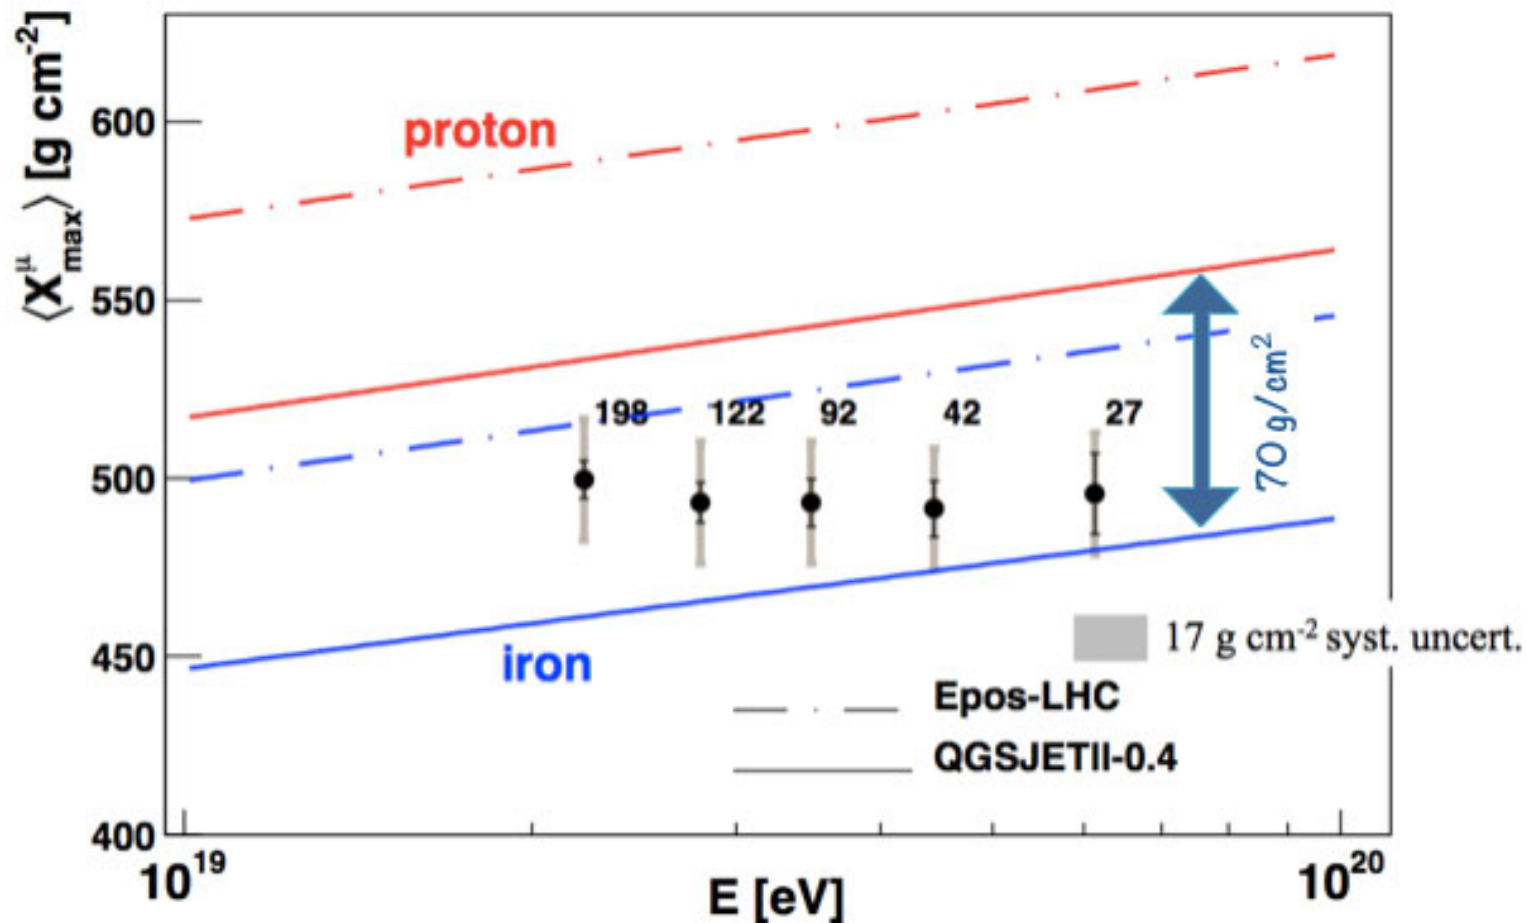 ⟨X^μ_max⟩ [g cm^-2]
600
550
500
450
400
proton
198
122
92
42
27
70 g/cm²
iron
17 g cm^-2 syst. uncert.
Epos-LHC
QGSJETII-0.4
10^19
10^20
E [eV]